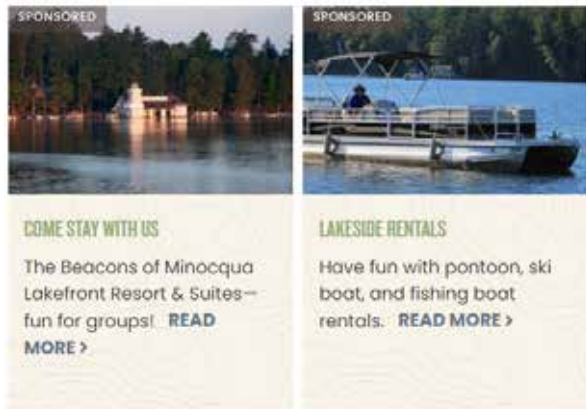 SPONSORED
COME STAY WITH US
The Beacons of Minocqua
Lakefront Resort & Suites—
fun for groups! READ
MORE >
SPONSORED
LAKESIDE RENTALS
Have fun with pontoon, ski
boat, and fishing boat
rentals. READ MORE >